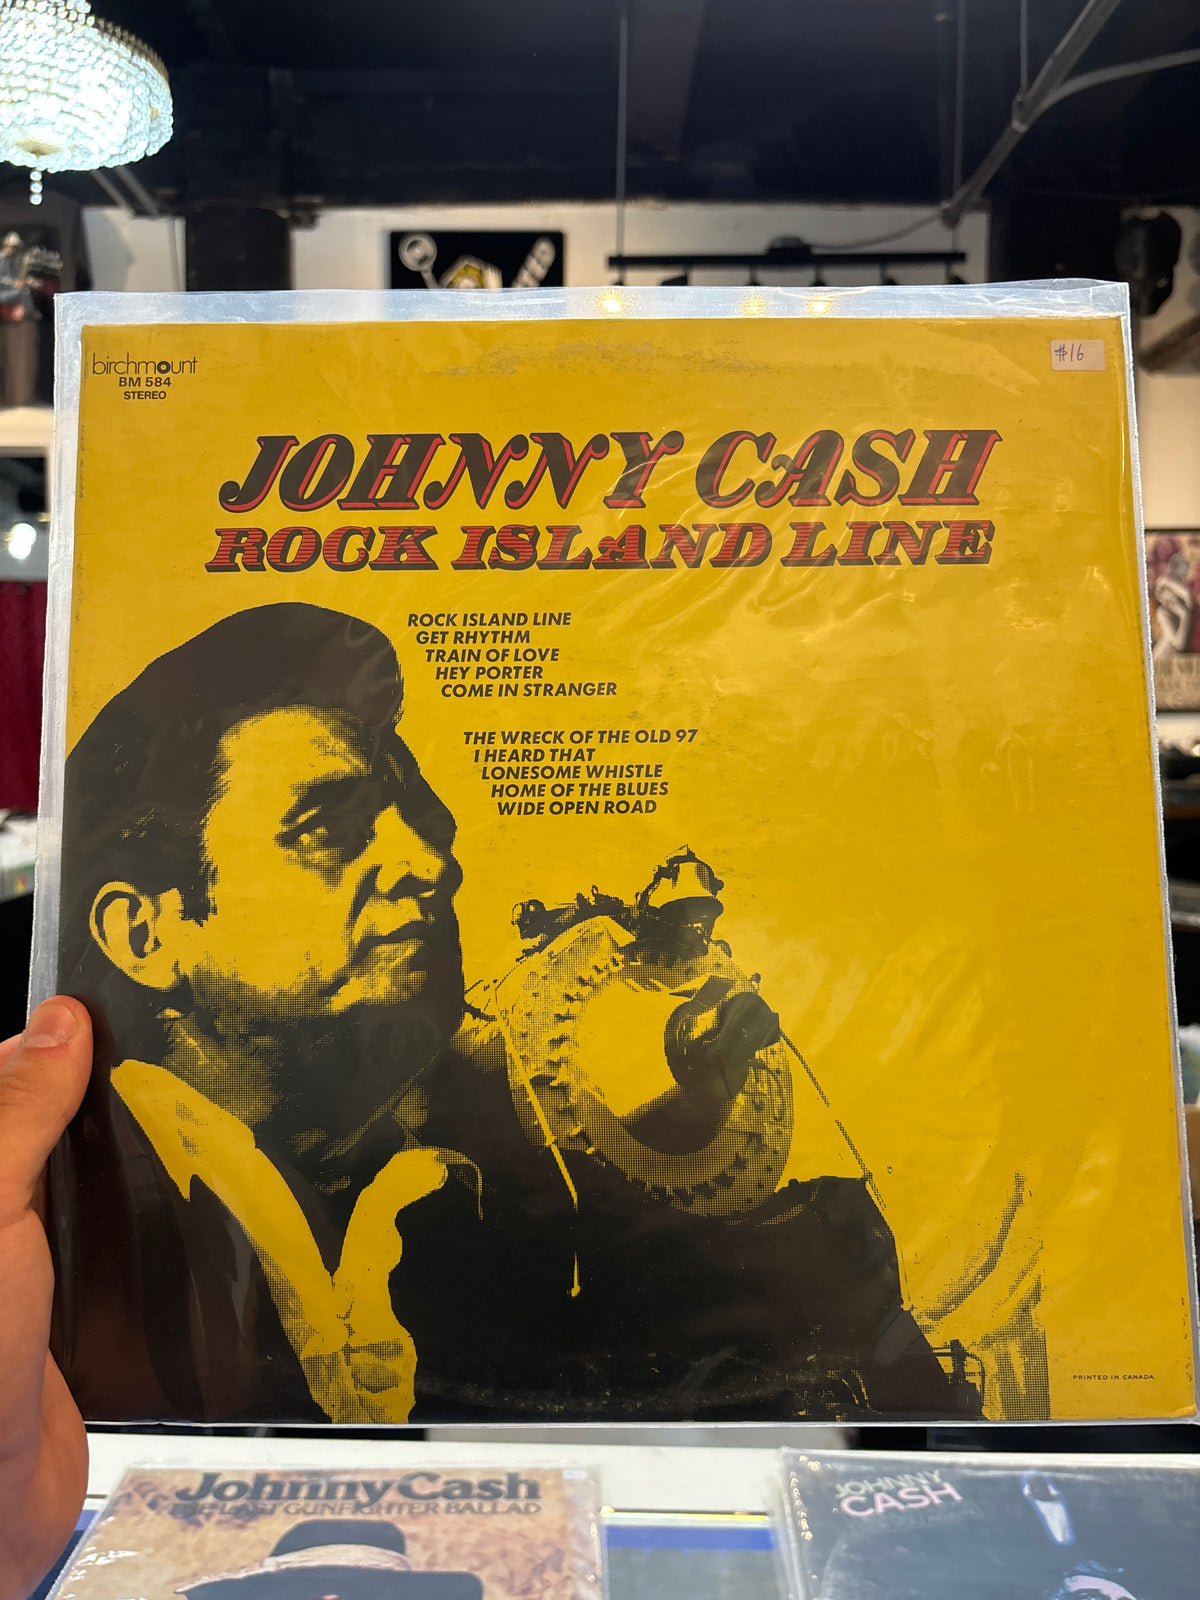 birchmount
BM 584
STEREO
$16
JOHNNY CASH
ROCK ISLAND LINE
ROCK ISLAND LINE
GET RHYTHM
TRAIN OF LOVE
HEY PORTER
COME IN STRANGER
THE WRECK OF THE OLD 97
I HEARD THAT
LONESOME WHISTLE
HOME OF THE BLUES
WIDE OPEN ROAD
PRINTED IN CANADA
Johnny Cash
LAST GUNFIGHTER BALLAD
JOHNNY
CASH